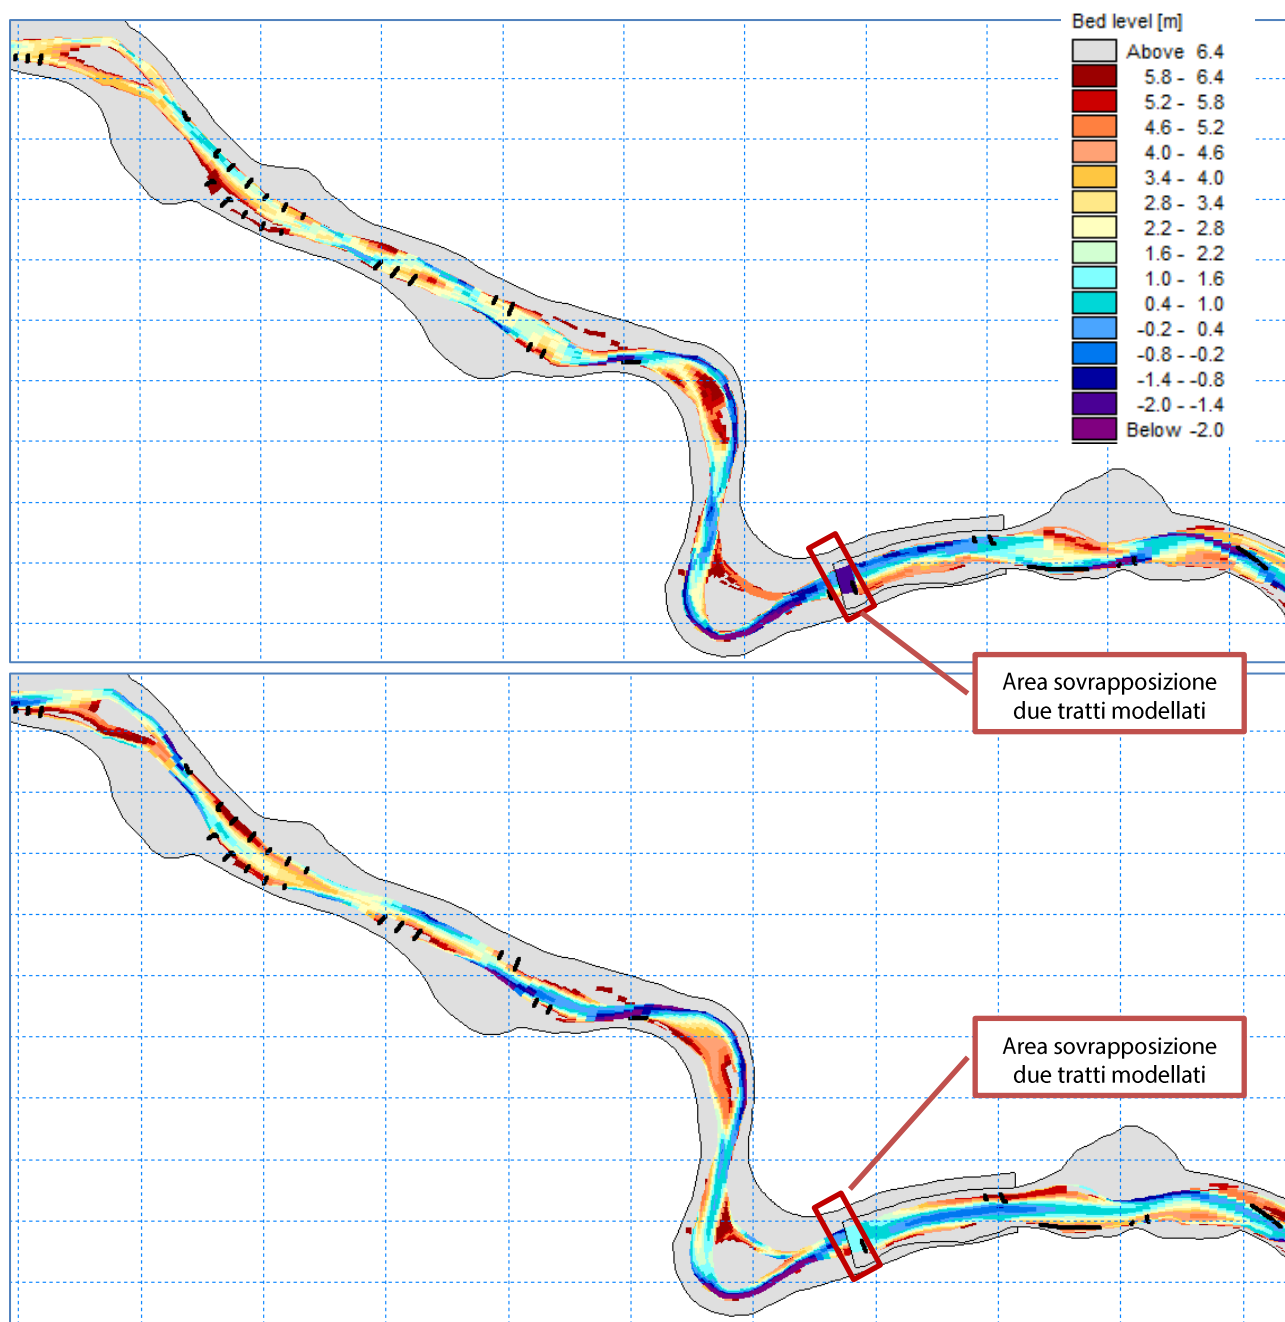 Bed level [m]
Above 6.4
5.8 - 6.4
5.2 - 5.8
4.6 - 5.2
4.0 - 4.6
3.4 - 4.0
2.8 - 3.4
2.2 - 2.8
1.6 - 2.2
1.0 - 1.6
0.4 - 1.0
-0.2 - 0.4
-0.8 - -0.2
-1.4 - -0.8
-2.0 - -1.4
Below -2.0
Area sovrapposizione
due tratti modellati
Area sovrapposizione
due tratti modellati